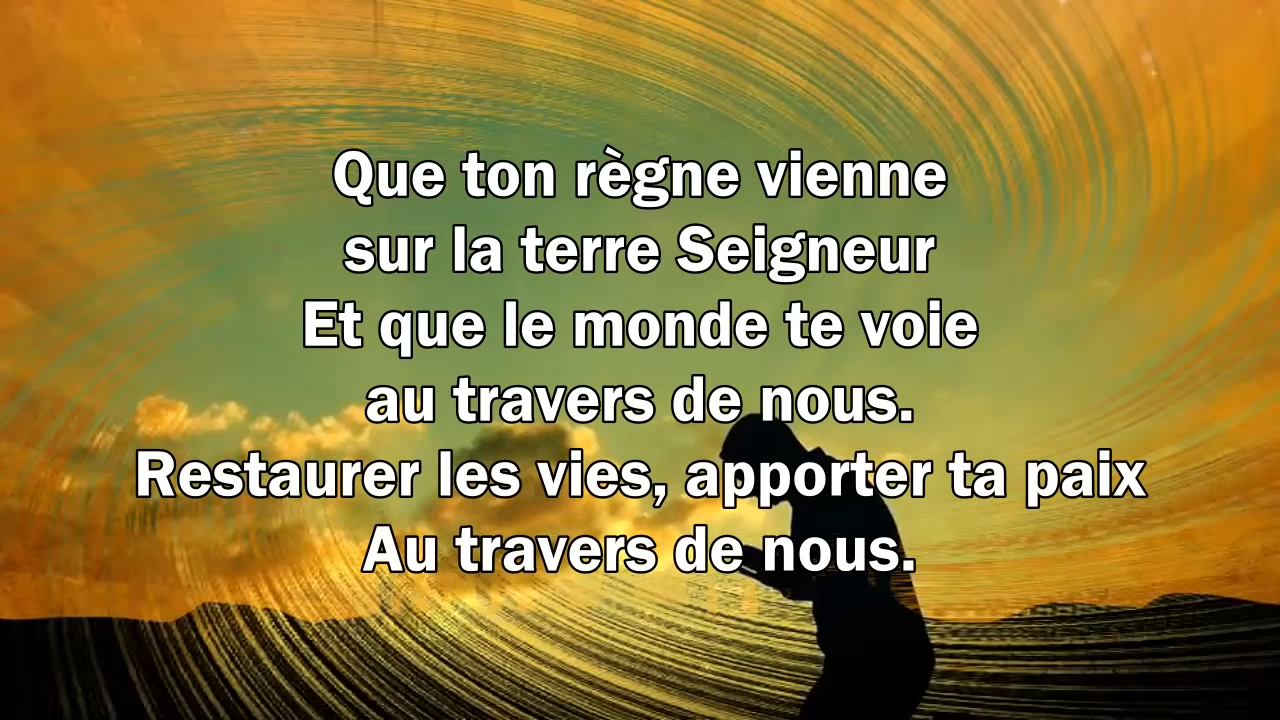 Que ton règne vienne
sur la terre Seigneur
Et que le monde te voie
au travers de nous.
Restaurer les vies, apporter ta paix
Au travers de nous.